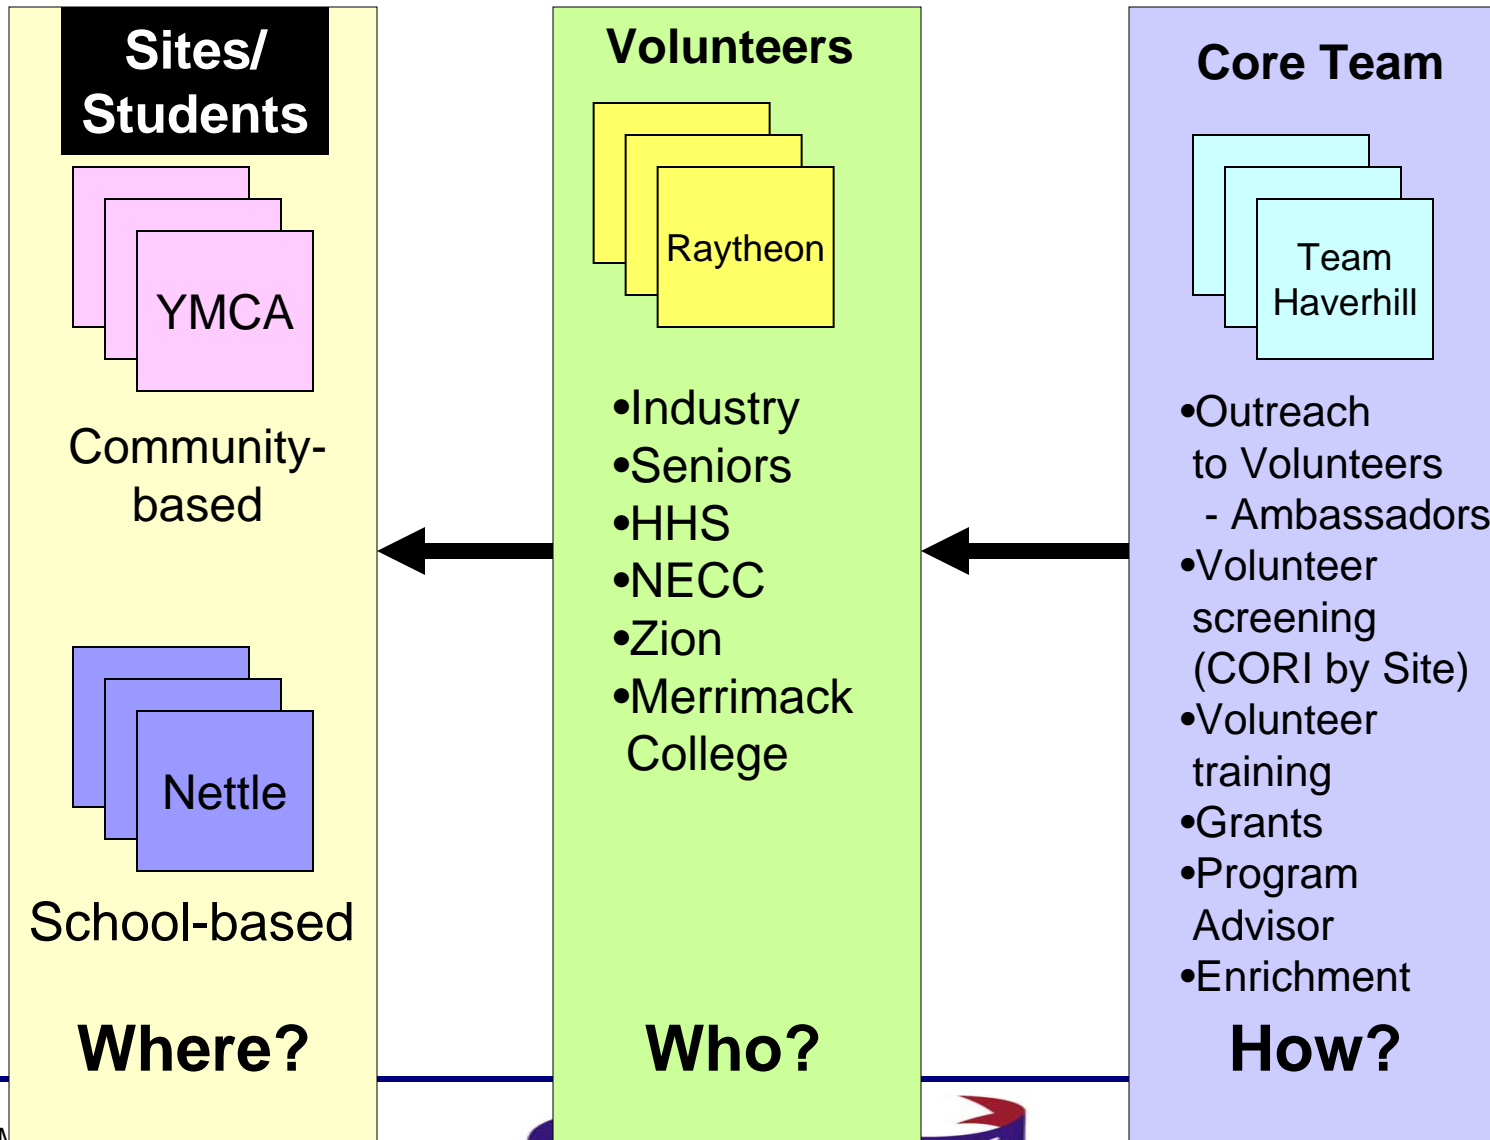 Sites/
Students
YMCA
Community-
based
Nettle
School-based
Where?
Volunteers
Raytheon
•Industry
•Seniors
•HHS
•NECC
•Zion
•Merrimack
College
Who?
Core Team
Team
Haverhill
•Outreach
to Volunteers
- Ambassadors
•Volunteer
screening
(CORI by Site)
•Volunteer
training
•Grants
•Program
Advisor
•Enrichment
How?